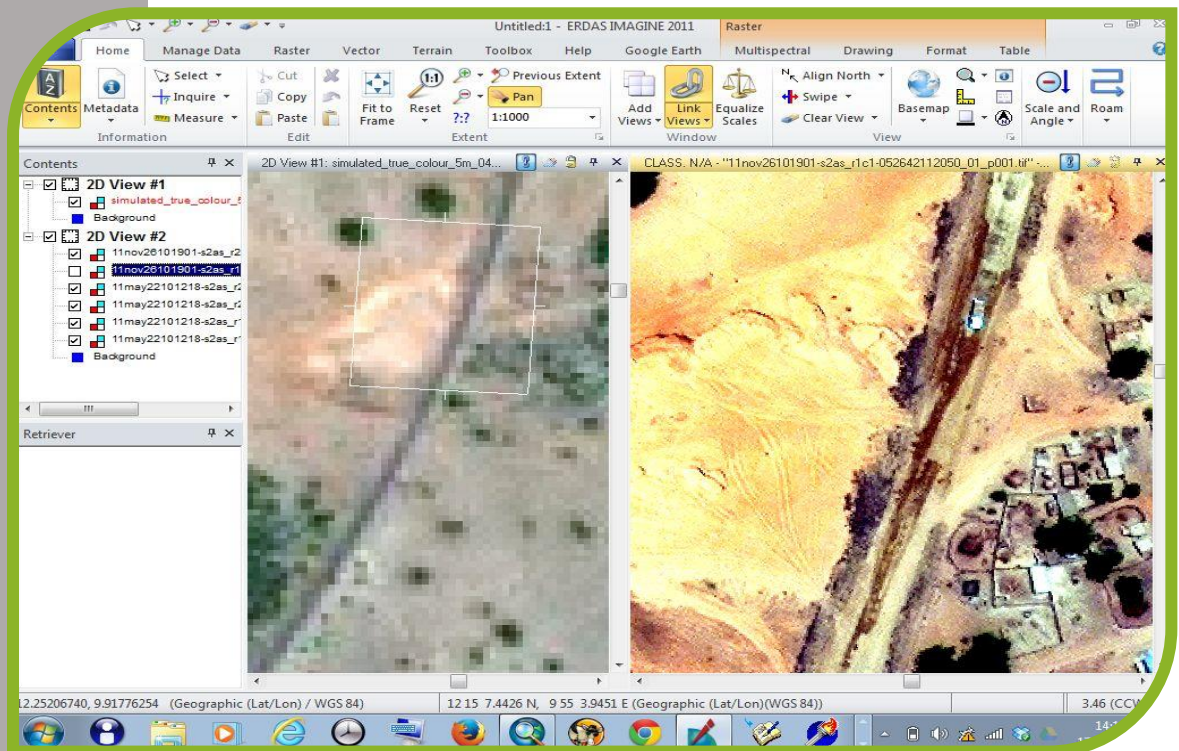 Untitled:1 - ERDAS IMAGINE 2011 Raster
Home Manage Data Raster Vector Terrain Toolbox Help Google Earth Multispectral Drawing Format Table
A Z
Contents
Metadata
Select
Inquire
Measure
Information
Cut
Copy
Paste
Edit
Fit to Frame
1:1
Reset
?:?
Previous Extent
Pan
1:1000
Extent
Add Views
Link Views
Equalize Scales
Window
Align North
Swipe
Clear View
Basemap
View
Scale and Angle
Roam
Contents
2D View #1
Background
2D View #2
11nov26101901-s2as_r2
11nov26101901-s2as_r1
11may22101218-s2as_r2
11may22101218-s2as_r2
11may22101218-s2as_r1
11may22101218-s2as_r1
Background
Retriever
2D View #1: simulated_true_colour_5m_04...
CLASS. N/A - "11nov26101901-s2as_r1c1-052642112050_01_p001.tif" -...
12.25206740, 9.91776254 (Geographic (Lat/Lon) / WGS 84) 12 15 7.4426 N, 9 55 3.9451 E (Geographic (Lat/Lon)(WGS 84)) 3.46